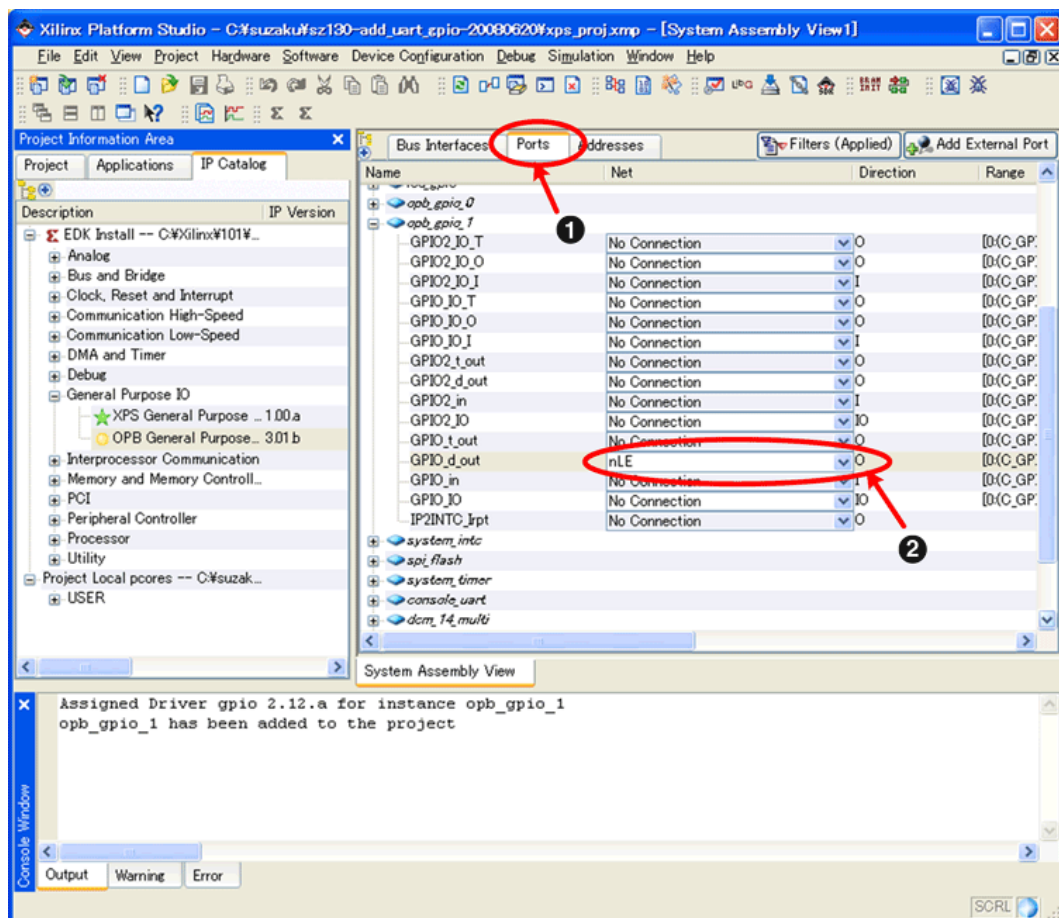 Xilinx Platform Studio - C:¥suzaku¥sz130-add_uart_gpio-20080620¥xps_proj.xmp - [System Assembly View1]
File Edit View Project Hardware Software Device Configuration Debug Simulation Window Help
Project Information Area
Project Applications IP Catalog
Description IP Version
EDK Install -- C:¥Xilinx¥101¥...
Analog
Bus and Bridge
Clock, Reset and Interrupt
Communication High-Speed
Communication Low-Speed
DMA and Timer
Debug
General Purpose IO
XPS General Purpose ... 1.00.a
OPB General Purpose... 3.01.b
Interprocessor Communication
Memory and Memory Controll...
PCI
Peripheral Controller
Processor
Utility
Project Local pcores -- C:¥suzak...
USER
Bus Interfaces Ports Addresses Filters (Applied) Add External Port
Name Net Direction Range
opb_gpio_0
opb_gpio_1
GPIO2_IO_T No Connection O [0:(C_GP:
GPIO2_IO_O No Connection O [0:(C_GP:
GPIO2_IO_I No Connection I [0:(C_GP:
GPIO_IO_T No Connection O [0:(C_GP:
GPIO_IO_O No Connection O [0:(C_GP:
GPIO_IO_I No Connection I [0:(C_GP:
GPIO2_t_out No Connection O [0:(C_GP:
GPIO2_d_out No Connection O [0:(C_GP:
GPIO2_in No Connection I [0:(C_GP:
GPIO2_IO No Connection IO [0:(C_GP:
GPIO_t_out No Connection O [0:(C_GP:
GPIO_d_out nLE O [0:(C_GP:
GPIO_in No Connection I [0:(C_GP:
GPIO_IO No Connection IO [0:(C_GP:
IP2INTC_Irpt No Connection O
system_intc
spi_flash
system_timer
console_uart
dcm_14_multi
1
2
System Assembly View
Assigned Driver gpio 2.12.a for instance opb_gpio_1
opb_gpio_1 has been added to the project
Console Window
Output Warning Error
SCRL